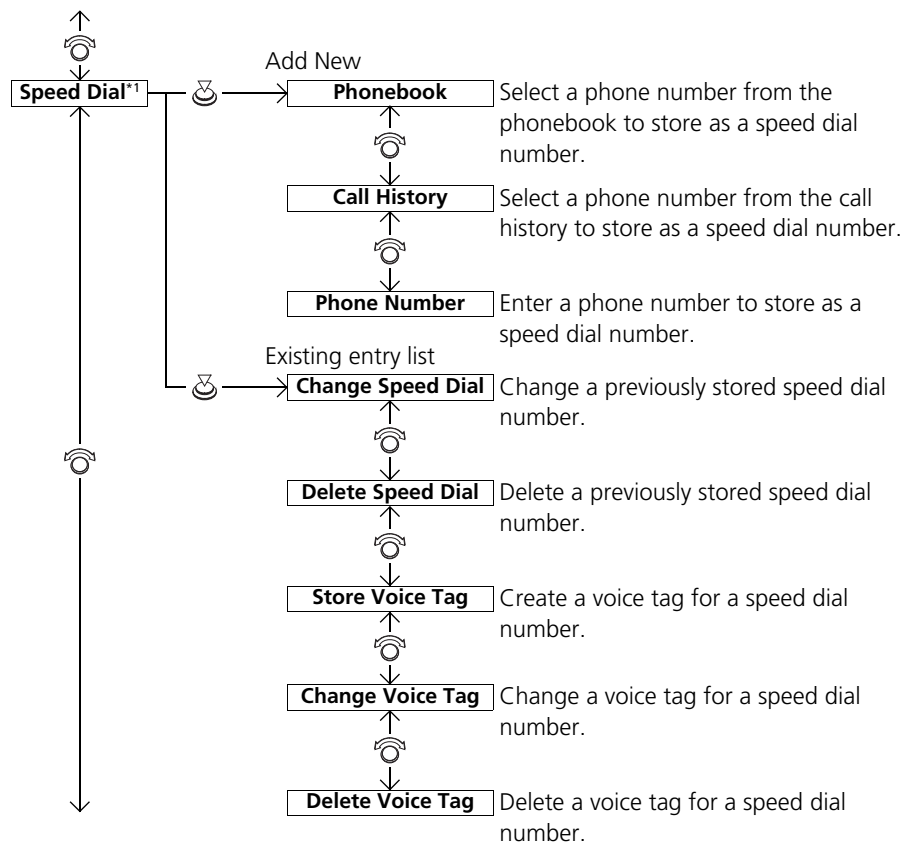 Add New
Speed Dial*1
Phonebook
Select a phone number from the
phonebook to store as a speed dial
number.
Call History
Select a phone number from the call
history to store as a speed dial number.
Phone Number
Enter a phone number to store as a
speed dial number.
Existing entry list
Change Speed Dial
Change a previously stored speed dial
number.
Delete Speed Dial
Delete a previously stored speed dial
number.
Store Voice Tag
Create a voice tag for a speed dial
number.
Change Voice Tag
Change a voice tag for a speed dial
number.
Delete Voice Tag
Delete a voice tag for a speed dial
number.